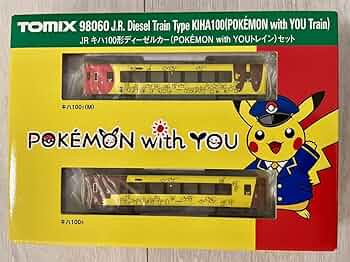 TOMIX 98060 J.R. Diesel Train Type KIHA100(POKÉMON with YOU Train)
JR キハ100形ディーゼルカー(POKÉMON with YOUトレイン)セット
キハ100₁(M)
POKÉMON with YOU
キハ100₁